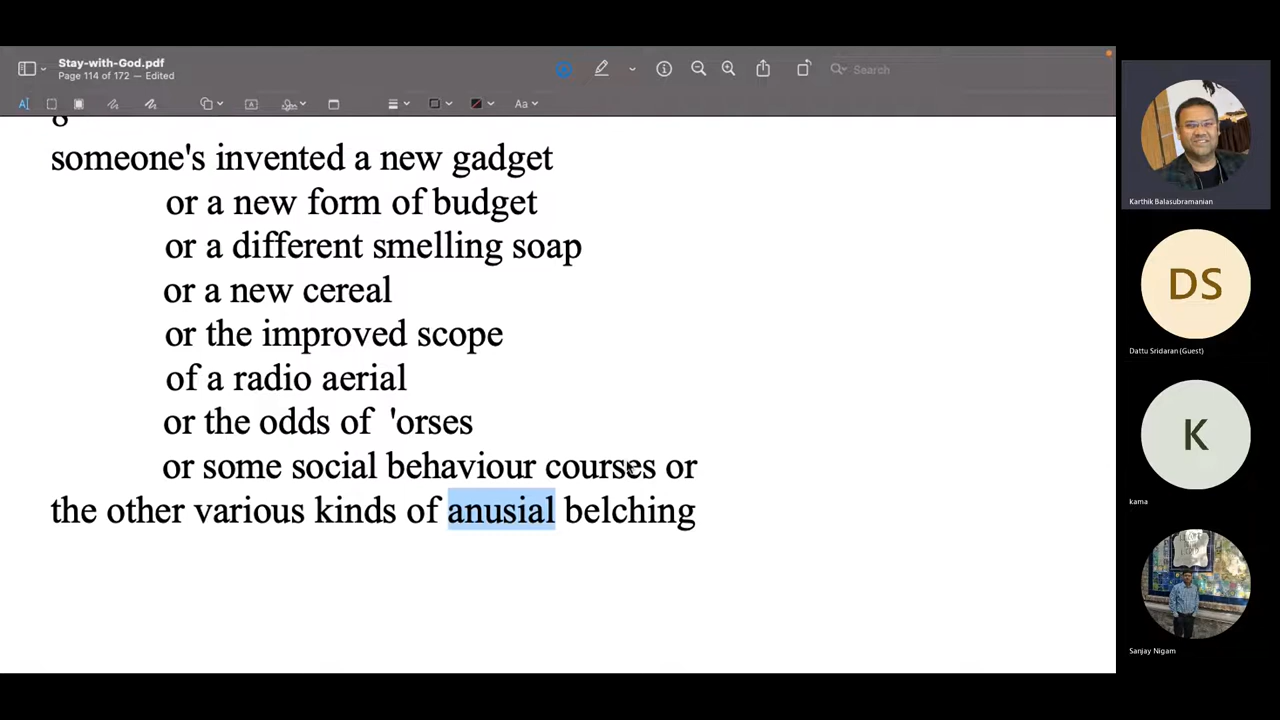 Stay-with-God.pdf
Page 114 of 172 — Edited
Search
Aa
someone's invented a new gadget
or a new form of budget
or a different smelling soap
or a new cereal
or the improved scope
of a radio aerial
or the odds of 'orses
or some social behaviour courses or
the other various kinds of anusial belching
Karthik Balasubramanian
DS
Dattu Sridaran (Guest)
K
kama
Sanjay Nigam